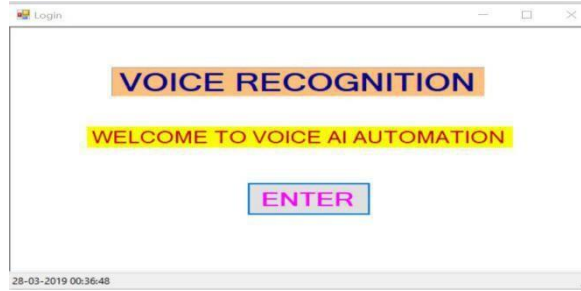 Login
VOICE RECOGNITION
WELCOME TO VOICE AI AUTOMATION
ENTER
28-03-2019 00:36:48